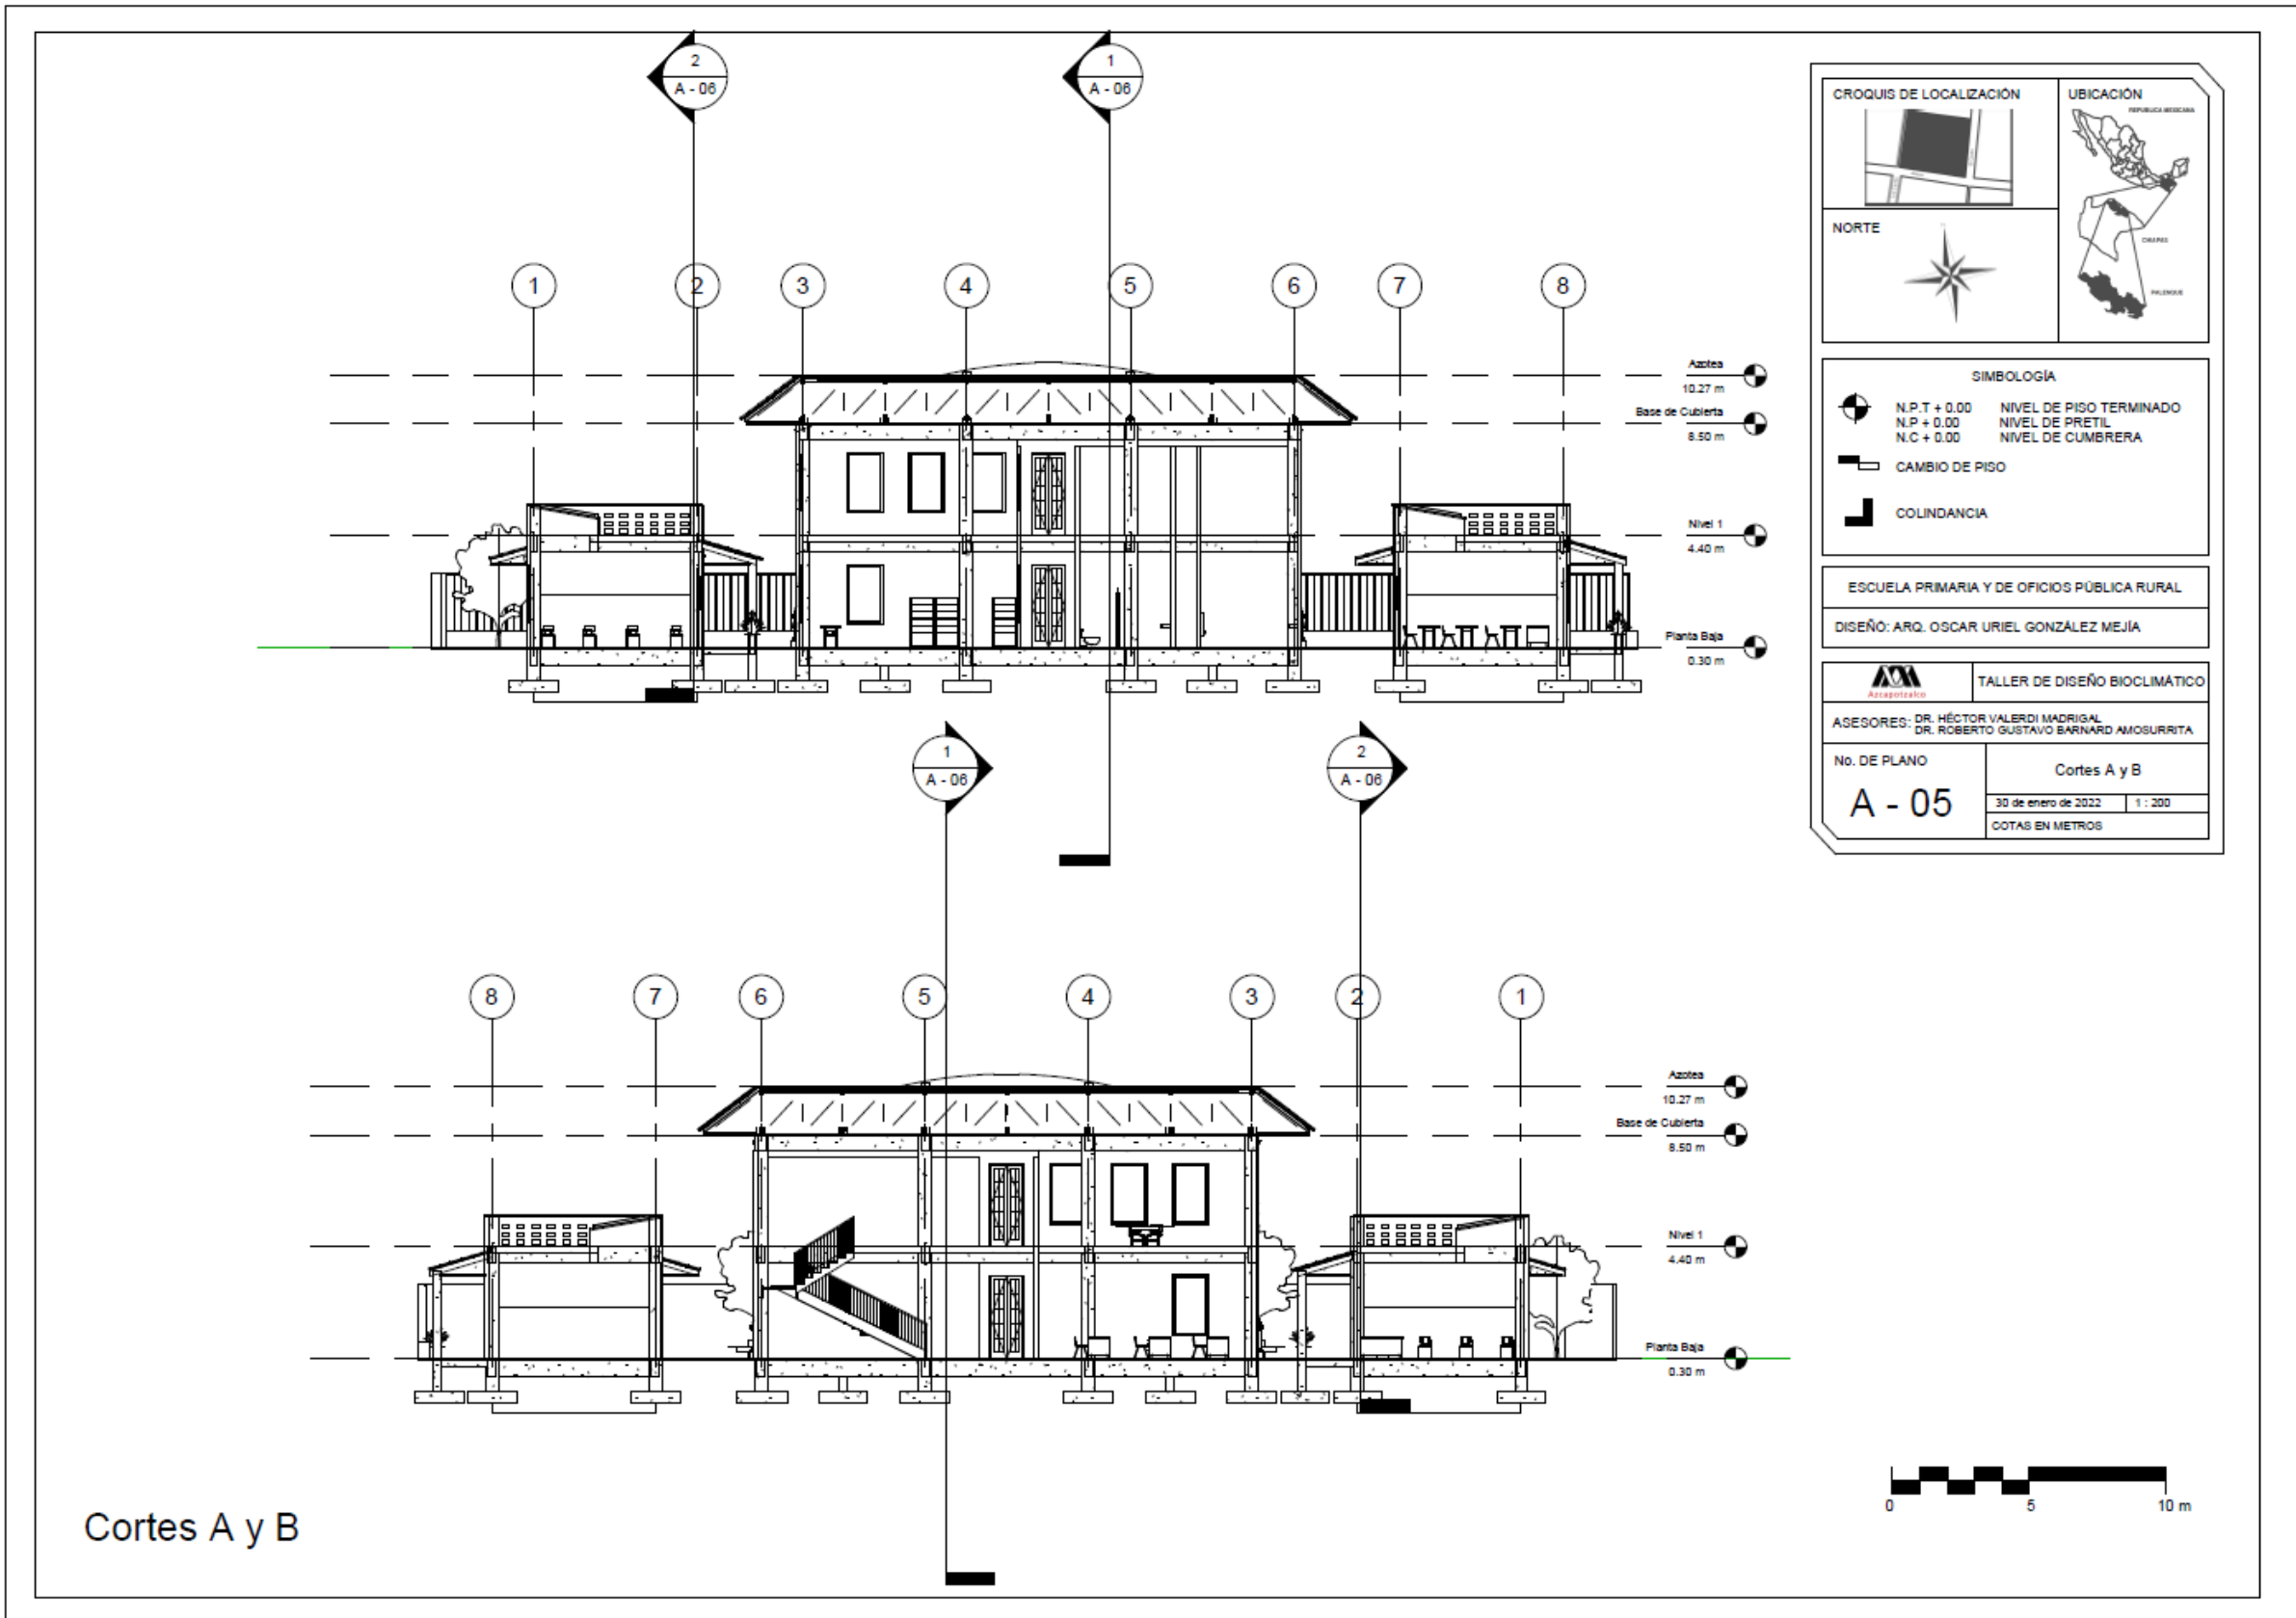 2
A - 06
1
A - 06
1
2
3
4
5
6
7
8
Azotea
10.27 m
Base de Cubierta
8.50 m
Nivel 1
4.40 m
Planta Baja
0.30 m
1
A - 06
2
A - 06
8
7
6
5
4
3
2
1
Azotea
10.27 m
Base de Cubierta
8.50 m
Nivel 1
4.40 m
Planta Baja
0.30 m
Cortes A y B
0
5
10 m
CROQUIS DE LOCALIZACIÓN
UBICACIÓN
REPUBLICA MEXICANA
CHIAPAS
PALENQUE
NORTE
SIMBOLOGÍA
N.P.T + 0.00 NIVEL DE PISO TERMINADO
N.P + 0.00 NIVEL DE PRETIL
N.C + 0.00 NIVEL DE CUMBRERA
CAMBIO DE PISO
COLINDANCIA
ESCUELA PRIMARIA Y DE OFICIOS PÚBLICA RURAL
DISEÑO: ARQ. OSCAR URIEL GONZÁLEZ MEJÍA
Azcapotzalco
TALLER DE DISEÑO BIOCLIMÁTICO
ASESORES: DR. HÉCTOR VALERDI MADRIGAL
DR. ROBERTO GUSTAVO BARNARD AMOSURRITA
No. DE PLANO
A - 05
Cortes A y B
30 de enero de 2022
1 : 200
COTAS EN METROS